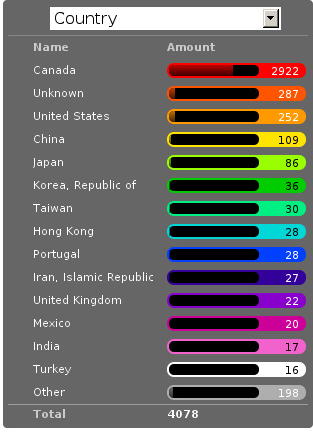 Country
Name Amount
Canada 2922
Unknown 287
United States 252
China 109
Japan 86
Korea, Republic of 36
Taiwan 30
Hong Kong 28
Portugal 28
Iran, Islamic Republic 27
United Kingdom 22
Mexico 20
India 17
Turkey 16
Other 198
Total 4078